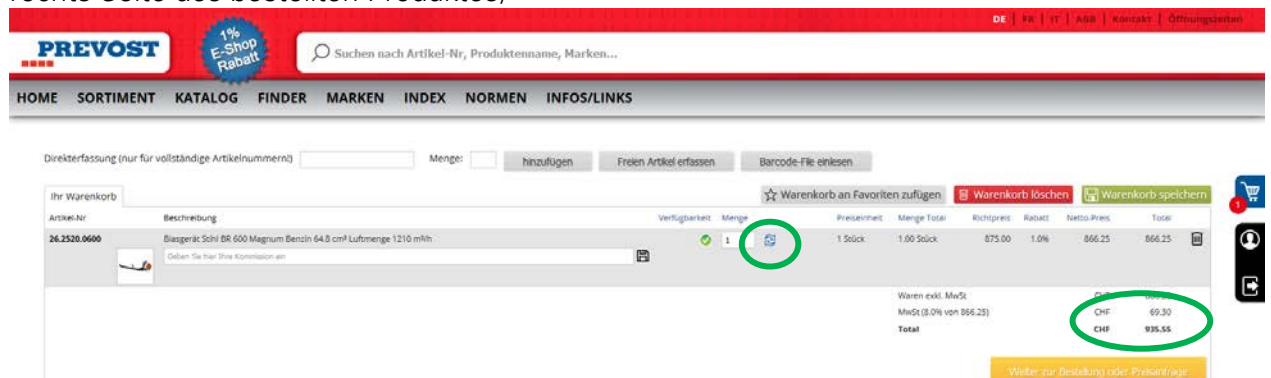 rechte Seite des bestellten Produktes,
DE | FR | IT | AGB | Kontakt | Öffnungszeiten
PREVOST
1%
E-Shop
Rabatt
Suchen nach Artikel-Nr, Produktenname, Marken...
HOME SORTIMENT KATALOG FINDER MARKEN INDEX NORMEN INFOS/LINKS
Direkterfassung (nur für vollständige Artikelnummern!) Menge: hinzufügen Freien Artikel erfassen Barcode-File einlesen
Ihr Warenkorb Warenkorb an Favoriten zufügen Warenkorb löschen Warenkorb speichern
1
Artikel-Nr Beschreibung Verfügbarkeit Menge Preiseinheit Menge Total Richtpreis Rabatt Netto-Preis Total
26.2520.0600 Blasgerät Stihl BR 600 Magnum Benzin 64.8 cm³ Luftmenge 1210 m³/h 1 1 Stück 1.00 Stück 875.00 1.0% 866.25 866.25
Geben Sie hier Ihre Kommission ein
Waren exkl. MwSt CHF
MwSt (8.0% von 866.25) CHF 69.30
Total CHF 935.55
Weiter zur Bestellung oder Preisanfrage